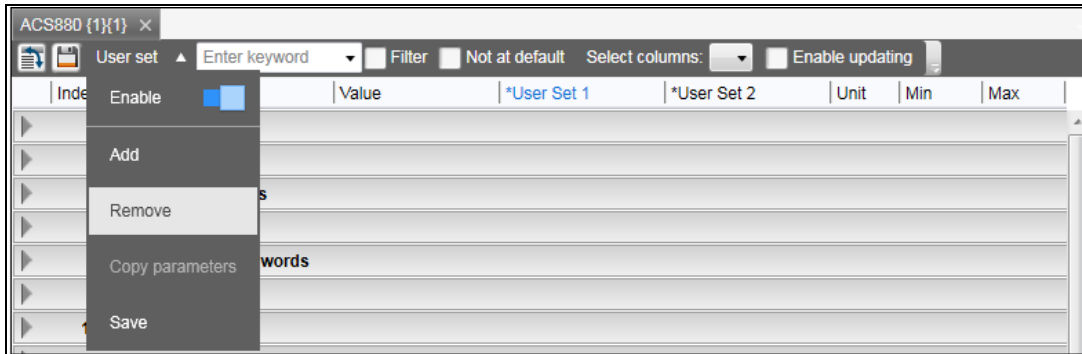 ACS880 {1}{1} ×
User set Enter keyword Filter Not at default Select columns: Enable updating
Inde Value *User Set 1 *User Set 2 Unit Min Max
Enable
Add
s
Remove
words
Copy parameters
Save